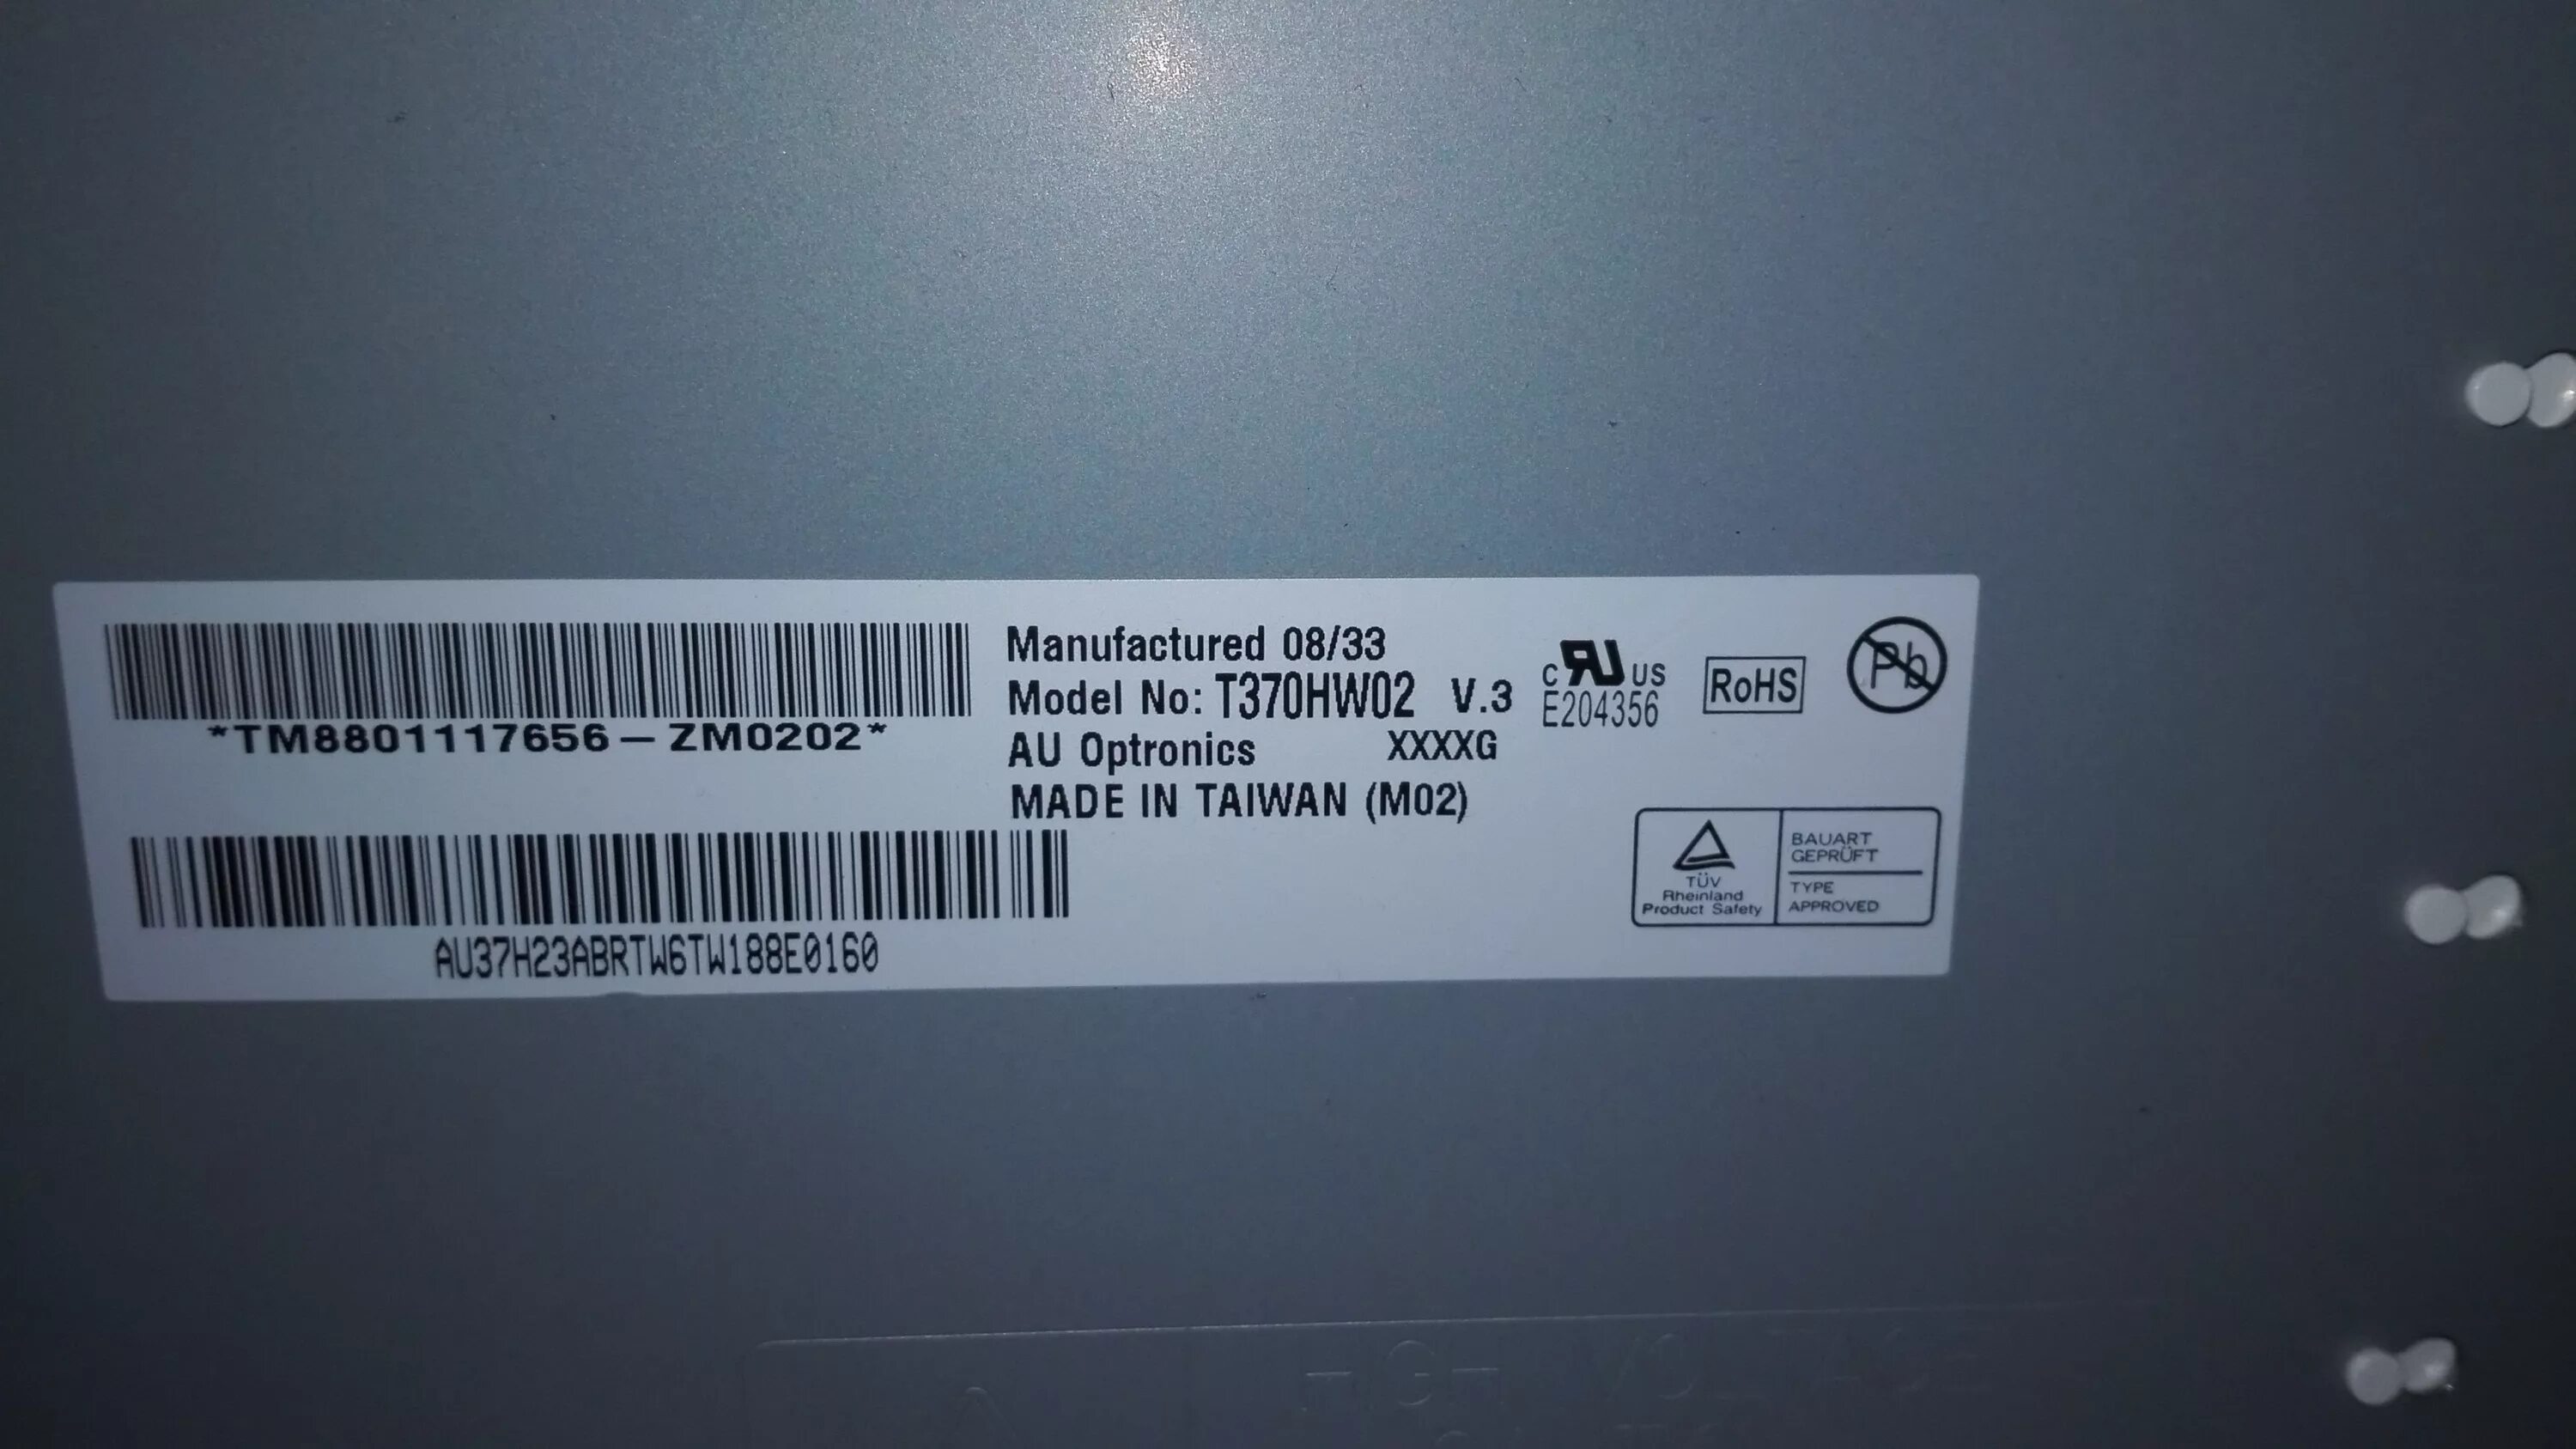 *TM8801117656-ZM0202*
Manufactured 08/33
Model No: T370HW02 V.3
AU Optronics XXXXG
MADE IN TAIWAN (M02)
c RU US
E204356
RoHS
Pb
AU37H23ABRTW6TW188E0160
TÜV
Rheinland
Product Safety
BAUART
GEPRÜFT
TYPE
APPROVED